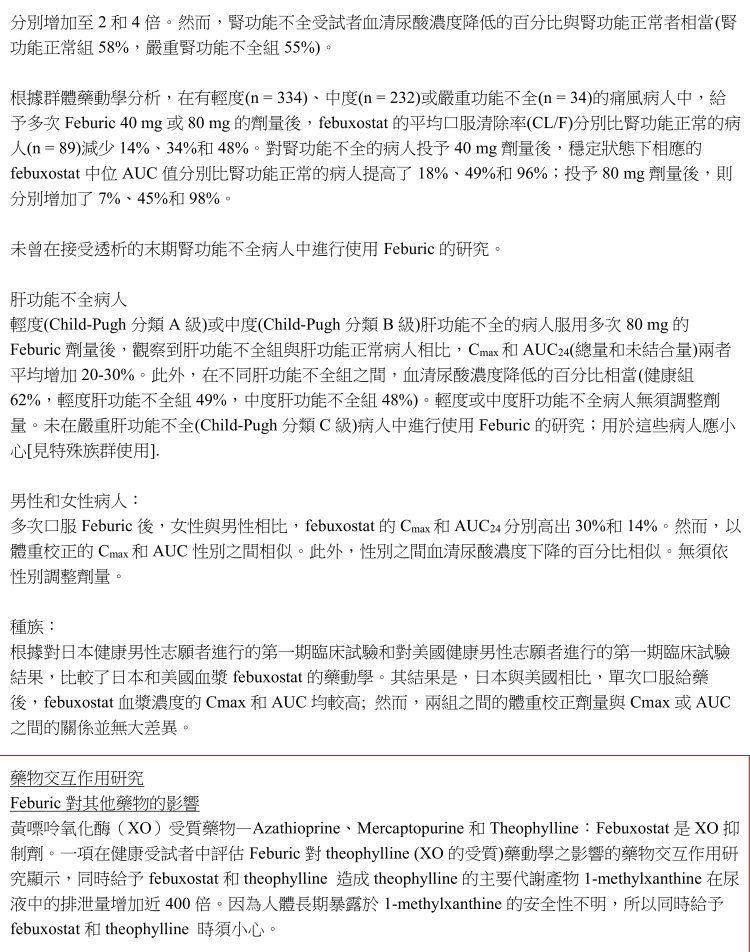 分別增加至 2 和 4 倍。然而，腎功能不全受試者血清尿酸濃度降低的百分比與腎功能正常者相當(腎
功能正常組 58%，嚴重腎功能不全組 55%)。
根據群體藥動學分析，在有輕度(n = 334)、中度(n = 232)或嚴重功能不全(n = 34)的痛風病人中，給
予多次 Feburic 40 mg 或 80 mg 的劑量後，febuxostat 的平均口服清除率(CL/F)分別比腎功能正常的病
人(n = 89)減少 14%、34%和 48%。對腎功能不全的病人投予 40 mg 劑量後，穩定狀態下相應的
febuxostat 中位 AUC 值分別比腎功能正常的病人提高了 18%、49%和 96%；投予 80 mg 劑量後，則
分別增加了 7%、45%和 98%。
未曾在接受透析的末期腎功能不全病人中進行使用 Feburic 的研究。
肝功能不全病人
輕度(Child-Pugh 分類 A 級)或中度(Child-Pugh 分類 B 級)肝功能不全的病人服用多次 80 mg 的
Feburic 劑量後，觀察到肝功能不全組與肝功能正常病人相比，Cmax 和 AUC24(總量和未結合量)兩者
平均增加 20-30%。此外，在不同肝功能不全組之間，血清尿酸濃度降低的百分比相當(健康組
62%，輕度肝功能不全組 49%，中度肝功能不全組 48%)。輕度或中度肝功能不全病人無須調整劑
量。未在嚴重肝功能不全(Child-Pugh 分類 C 級)病人中進行使用 Feburic 的研究；用於這些病人應小
心[見特殊族群使用].
男性和女性病人：
多次口服 Feburic 後，女性與男性相比，febuxostat 的 Cmax 和 AUC24 分別高出 30%和 14%。然而，以
體重校正的 Cmax 和 AUC 性別之間相似。此外，性別之間血清尿酸濃度下降的百分比相似。無須依
性別調整劑量。
種族：
根據對日本健康男性志願者進行的第一期臨床試驗和對美國健康男性志願者進行的第一期臨床試驗
結果，比較了日本和美國血漿 febuxostat 的藥動學。其結果是，日本與美國相比，單次口服給藥
後，febuxostat 血漿濃度的 Cmax 和 AUC 均較高; 然而，兩組之間的體重校正劑量與 Cmax 或 AUC
之間的關係並無大差異。
藥物交互作用研究
Feburic 對其他藥物的影響
黃嘌呤氧化酶（XO）受質藥物—Azathioprine、Mercaptopurine 和 Theophylline：Febuxostat 是 XO 抑
制劑。一項在健康受試者中評估 Feburic 對 theophylline (XO 的受質)藥動學之影響的藥物交互作用研
究顯示，同時給予 febuxostat 和 theophylline 造成 theophylline 的主要代謝產物 1-methylxanthine 在尿
液中的排泄量增加近 400 倍。因為人體長期暴露於 1-methylxanthine 的安全性不明，所以同時給予
febuxostat 和 theophylline 時須小心。